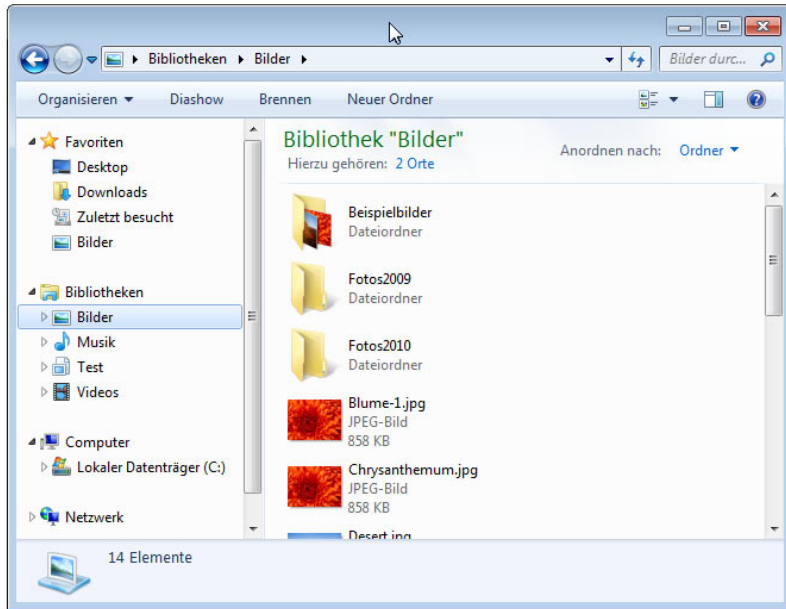 Bibliotheken Bilder
Bilder durc...
Organisieren Diashow Brennen Neuer Ordner
Favoriten
Desktop
Downloads
Zuletzt besucht
Bilder
Bibliotheken
Bilder
Musik
Test
Videos
Computer
Lokaler Datenträger (C:)
Netzwerk
Bibliothek "Bilder"
Hierzu gehören: 2 Orte
Anordnen nach: Ordner
Beispielbilder
Dateiordner
Fotos2009
Dateiordner
Fotos2010
Dateiordner
Blume-1.jpg
JPEG-Bild
858 KB
Chrysanthemum.jpg
JPEG-Bild
858 KB
Desert.jpg
14 Elemente